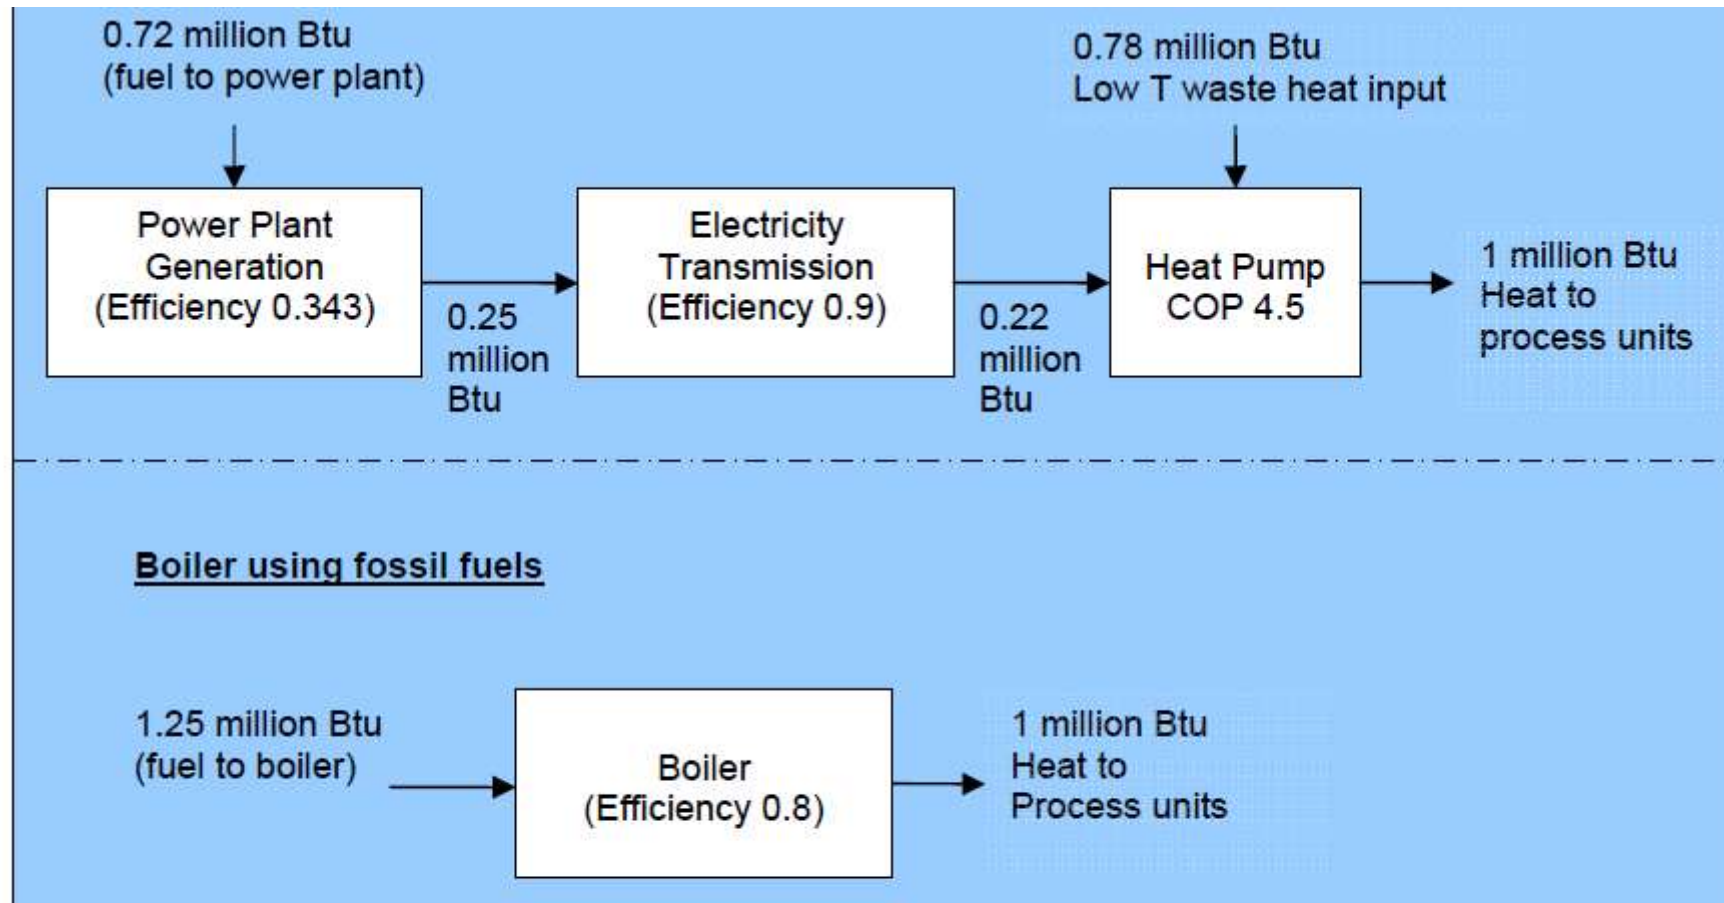 0.72 million Btu
(fuel to power plant)
0.78 million Btu
Low T waste heat input
Power Plant
Generation
(Efficiency 0.343)
0.25
million
Btu
Electricity
Transmission
(Efficiency 0.9)
0.22
million
Btu
Heat Pump
COP 4.5
1 million Btu
Heat to
process units
Boiler using fossil fuels
1.25 million Btu
(fuel to boiler)
Boiler
(Efficiency 0.8)
1 million Btu
Heat to
Process units